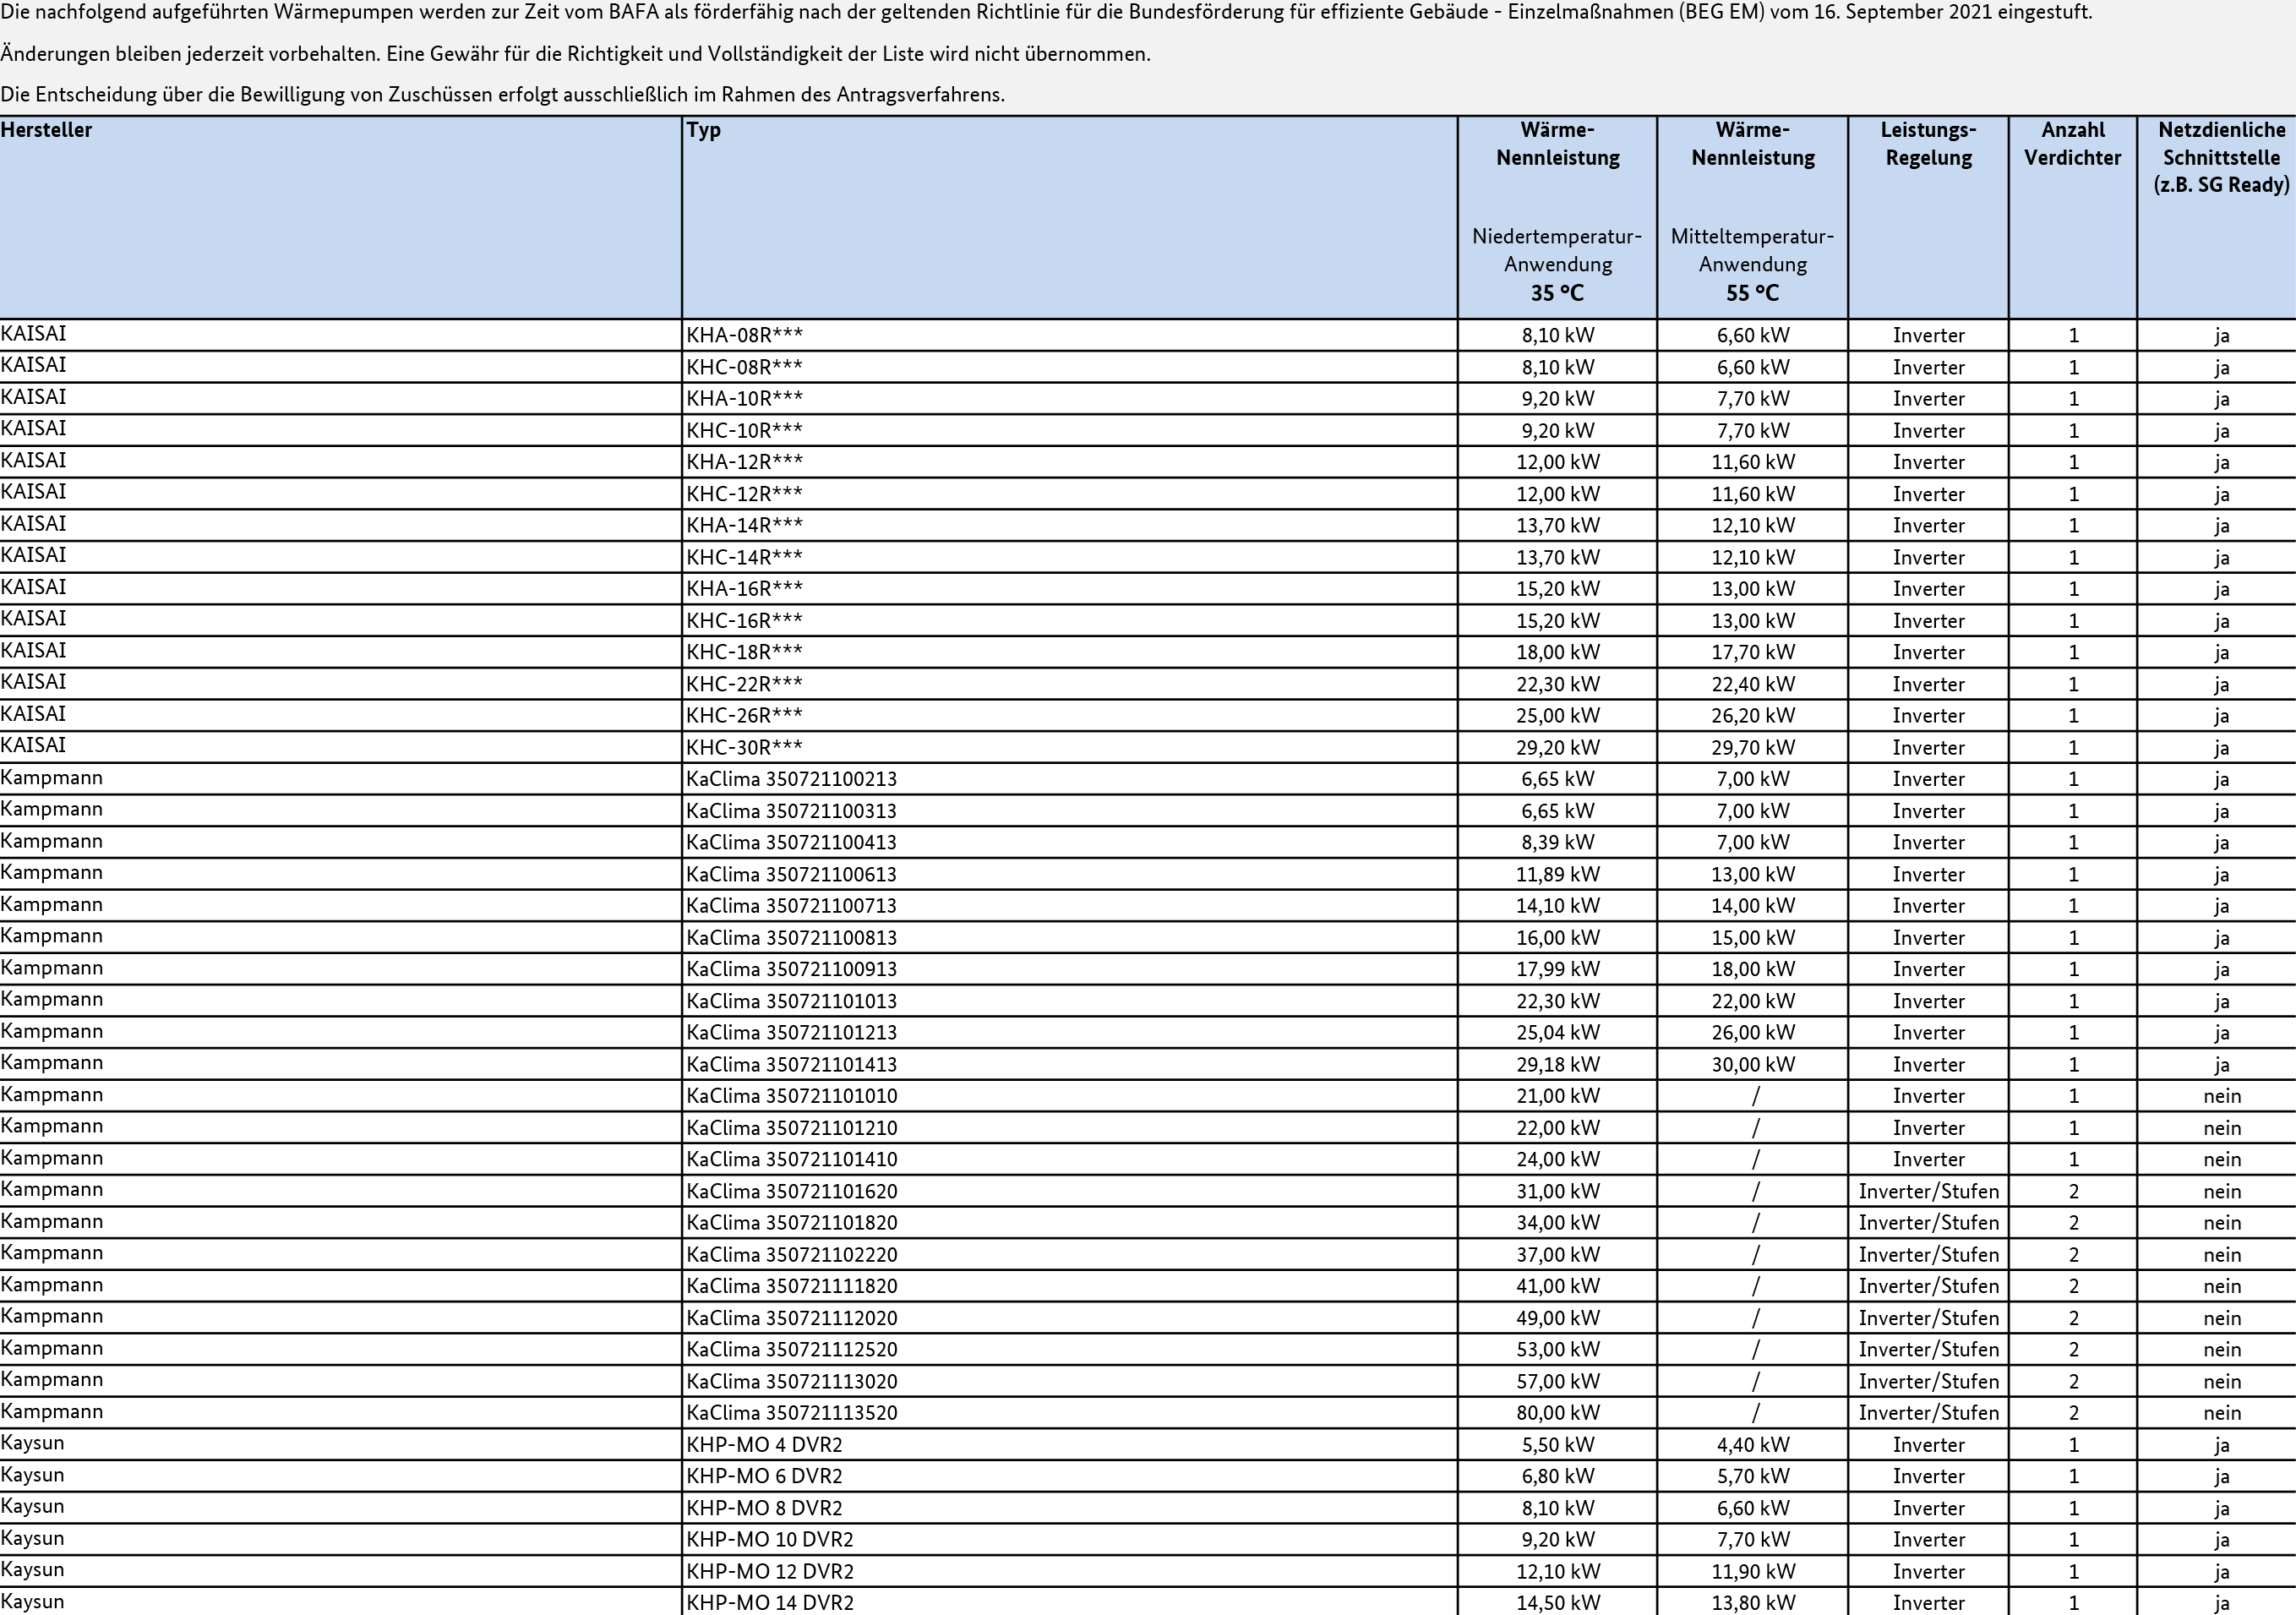 Die nachfolgend aufgeführten Wärmepumpen werden zur Zeit vom BAFA als förderfähig nach der geltenden Richtlinie für die Bundesförderung für effiziente Gebäude - Einzelmaßnahmen (BEG EM) vom 16. September 2021 eingestuft.
Änderungen bleiben jederzeit vorbehalten. Eine Gewähr für die Richtigkeit und Vollständigkeit der Liste wird nicht übernommen.
Die Entscheidung über die Bewilligung von Zuschüssen erfolgt ausschließlich im Rahmen des Antragsverfahrens.
Hersteller Typ Wärme- Wärme- Leistungs- Anzahl Netzdienliche
Nennleistung Nennleistung Regelung Verdichter Schnittstelle
(z.B. SG Ready)
Niedertemperatur- Mitteltemperatur-
Anwendung Anwendung
35 °C 55 °C
KAISAI KHA-08R*** 8,10 kW 6,60 kW Inverter 1 ja
KAISAI KHC-08R*** 8,10 kW 6,60 kW Inverter 1 ja
KAISAI KHA-10R*** 9,20 kW 7,70 kW Inverter 1 ja
KAISAI KHC-10R*** 9,20 kW 7,70 kW Inverter 1 ja
KAISAI KHA-12R*** 12,00 kW 11,60 kW Inverter 1 ja
KAISAI KHC-12R*** 12,00 kW 11,60 kW Inverter 1 ja
KAISAI KHA-14R*** 13,70 kW 12,10 kW Inverter 1 ja
KAISAI KHC-14R*** 13,70 kW 12,10 kW Inverter 1 ja
KAISAI KHA-16R*** 15,20 kW 13,00 kW Inverter 1 ja
KAISAI KHC-16R*** 15,20 kW 13,00 kW Inverter 1 ja
KAISAI KHC-18R*** 18,00 kW 17,70 kW Inverter 1 ja
KAISAI KHC-22R*** 22,30 kW 22,40 kW Inverter 1 ja
KAISAI KHC-26R*** 25,00 kW 26,20 kW Inverter 1 ja
KAISAI KHC-30R*** 29,20 kW 29,70 kW Inverter 1 ja
Kampmann KaClima 350721100213 6,65 kW 7,00 kW Inverter 1 ja
Kampmann KaClima 350721100313 6,65 kW 7,00 kW Inverter 1 ja
Kampmann KaClima 350721100413 8,39 kW 7,00 kW Inverter 1 ja
Kampmann KaClima 350721100613 11,89 kW 13,00 kW Inverter 1 ja
Kampmann KaClima 350721100713 14,10 kW 14,00 kW Inverter 1 ja
Kampmann KaClima 350721100813 16,00 kW 15,00 kW Inverter 1 ja
Kampmann KaClima 350721100913 17,99 kW 18,00 kW Inverter 1 ja
Kampmann KaClima 350721101013 22,30 kW 22,00 kW Inverter 1 ja
Kampmann KaClima 350721101213 25,04 kW 26,00 kW Inverter 1 ja
Kampmann KaClima 350721101413 29,18 kW 30,00 kW Inverter 1 ja
Kampmann KaClima 350721101010 21,00 kW / Inverter 1 nein
Kampmann KaClima 350721101210 22,00 kW / Inverter 1 nein
Kampmann KaClima 350721101410 24,00 kW / Inverter 1 nein
Kampmann KaClima 350721101620 31,00 kW / Inverter/Stufen 2 nein
Kampmann KaClima 350721101820 34,00 kW / Inverter/Stufen 2 nein
Kampmann KaClima 350721102220 37,00 kW / Inverter/Stufen 2 nein
Kampmann KaClima 350721111820 41,00 kW / Inverter/Stufen 2 nein
Kampmann KaClima 350721112020 49,00 kW / Inverter/Stufen 2 nein
Kampmann KaClima 350721112520 53,00 kW / Inverter/Stufen 2 nein
Kampmann KaClima 350721113020 57,00 kW / Inverter/Stufen 2 nein
Kampmann KaClima 350721113520 80,00 kW / Inverter/Stufen 2 nein
Kaysun KHP-MO 4 DVR2 5,50 kW 4,40 kW Inverter 1 ja
Kaysun KHP-MO 6 DVR2 6,80 kW 5,70 kW Inverter 1 ja
Kaysun KHP-MO 8 DVR2 8,10 kW 6,60 kW Inverter 1 ja
Kaysun KHP-MO 10 DVR2 9,20 kW 7,70 kW Inverter 1 ja
Kaysun KHP-MO 12 DVR2 12,10 kW 11,90 kW Inverter 1 ja
Kaysun KHP-MO 14 DVR2 14,50 kW 13,80 kW Inverter 1 ja